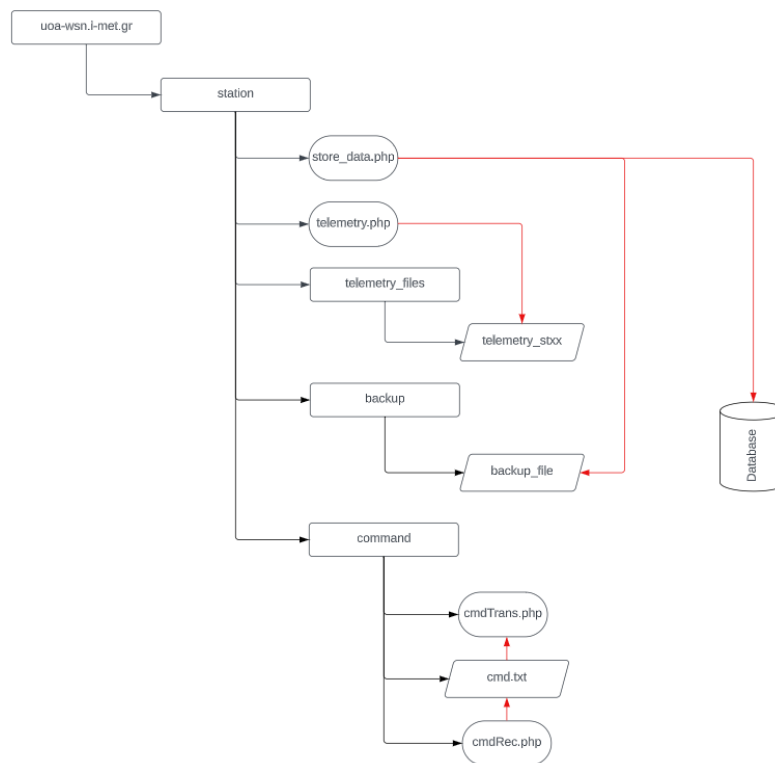 uoa-wsn.i-met.gr
station
store_data.php
telemetry.php
telemetry_files
telemetry_stxx
backup
Database
backup_file
command
cmdTrans.php
cmd.txt
cmdRec.php